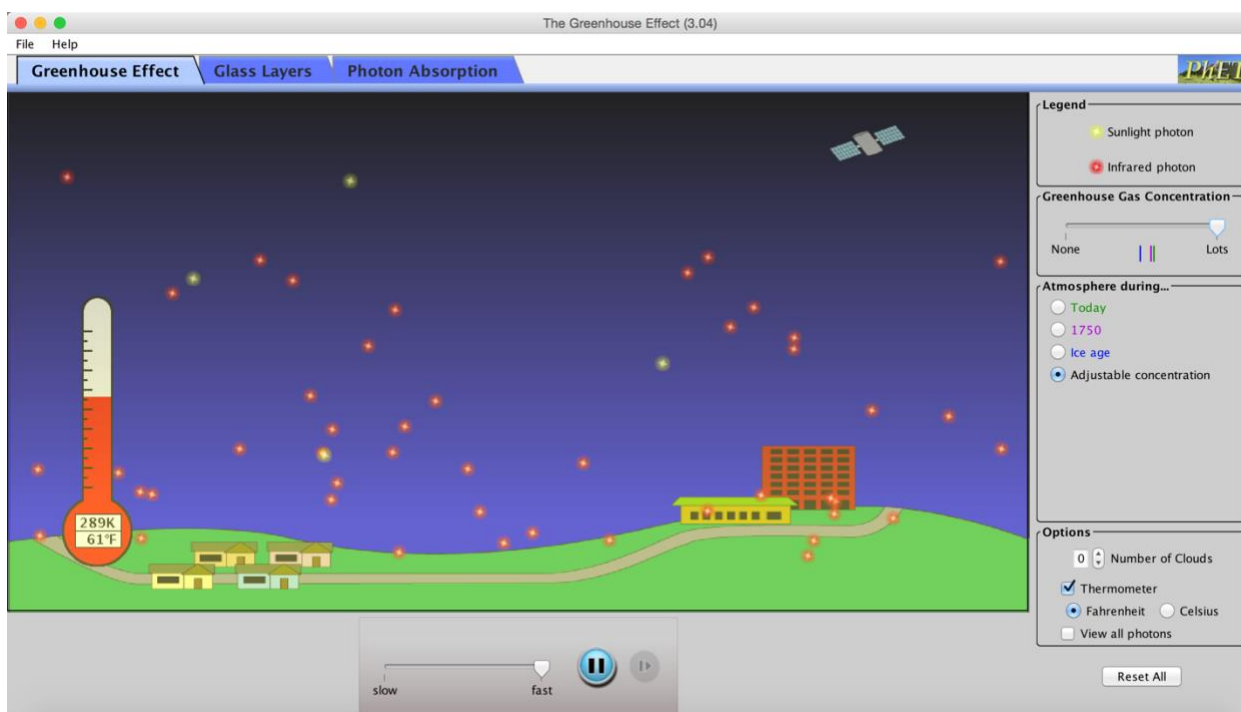 The Greenhouse Effect (3.04)
File Help
Greenhouse Effect Glass Layers Photon Absorption
PhET
Legend
Sunlight photon
Infrared photon
Greenhouse Gas Concentration
None Lots
Atmosphere during...
Today
1750
Ice age
Adjustable concentration
289K
61°F
Options
0 Number of Clouds
Thermometer
Fahrenheit Celsius
View all photons
slow fast
Reset All